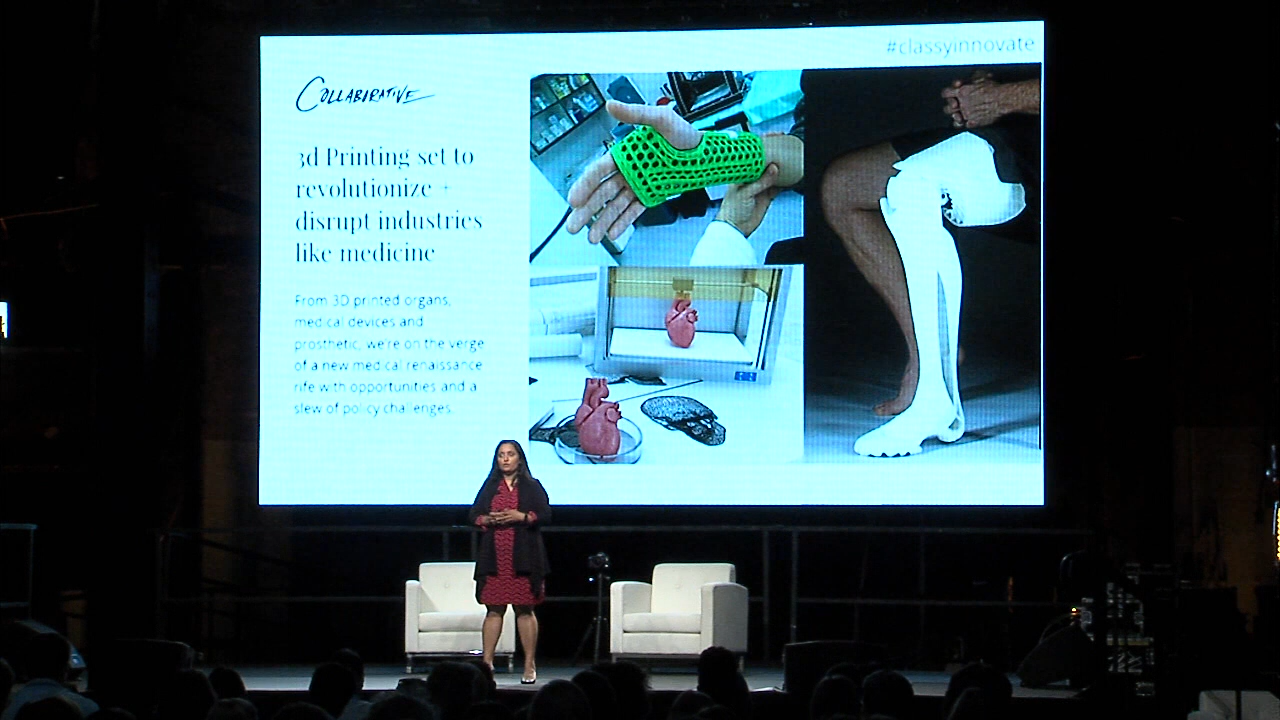 #classyinnovate
COLLABORATIVE
3d Printing set to
revolutionize +
disrupt industries
like medicine
From 3D printed organs,
medical devices and
prosthetic, we're on the verge
of a new medical renaissance
rife with opportunities and a
slew of policy challenges.